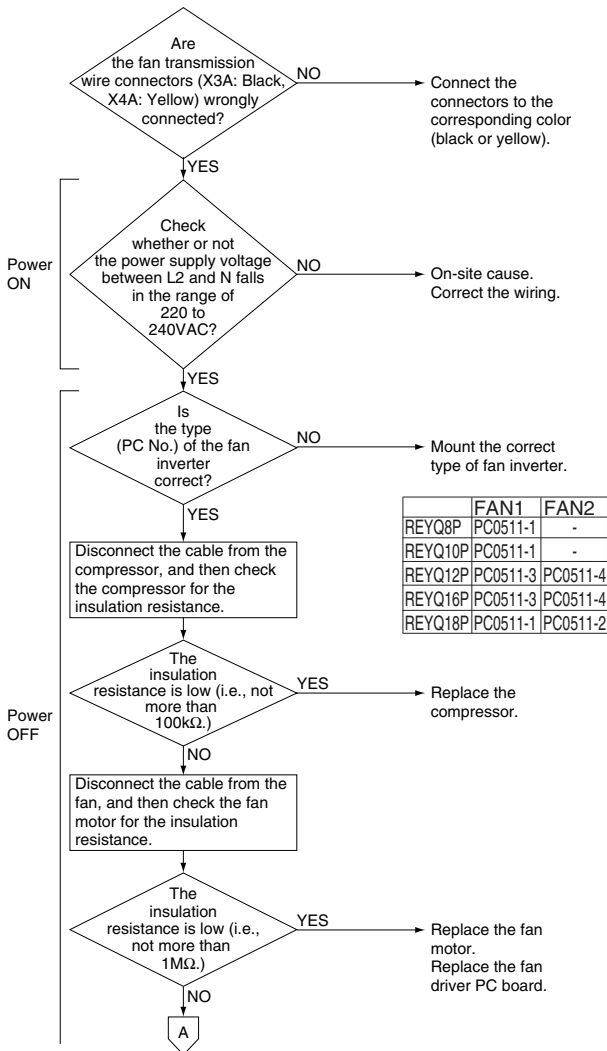 Are
the fan transmission
wire connectors (X3A: Black,
X4A: Yellow) wrongly
connected?
NO
Connect the
connectors to the
corresponding color
(black or yellow).
YES
Power
ON
Check
whether or not
the power supply voltage
between L2 and N falls
in the range of
220 to
240VAC?
NO
On-site cause.
Correct the wiring.
YES
Power
OFF
Is
the type
(PC No.) of the fan
inverter
correct?
NO
Mount the correct
type of fan inverter.
FAN1 FAN2
REYQ8P PC0511-1 -
REYQ10P PC0511-1 -
REYQ12P PC0511-3 PC0511-4
REYQ16P PC0511-3 PC0511-4
REYQ18P PC0511-1 PC0511-2
YES
Disconnect the cable from the
compressor, and then check
the compressor for the
insulation resistance.
The
insulation
resistance is low (i.e., not
more than
100kΩ.)
YES
Replace the
compressor.
NO
Disconnect the cable from the
fan, and then check the fan
motor for the insulation
resistance.
The
insulation
resistance is low (i.e.,
not more than
1MΩ.)
YES
Replace the fan
motor.
Replace the fan
driver PC board.
NO
A